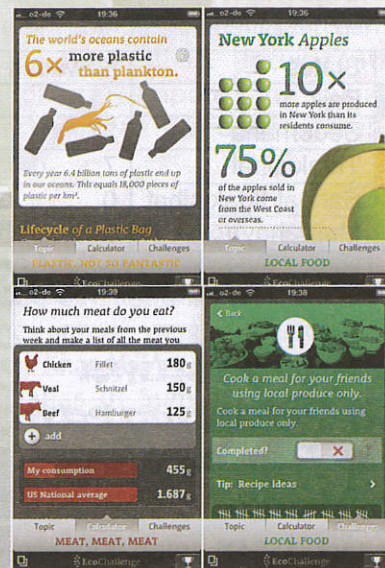 o2-de 19:36
The world's oceans contain
6× more plastic
than plankton.
Every year 6.4 billion tons of plastic end up
in our oceans. This equals 18,000 pieces of
plastic per km².
Lifecycle of a Plastic Bag
Topic Calculator Challenges
PLASTIC, NOT SO FANTASTIC
EcoChallenge
o2-de 19:36
New York Apples
10×
more apples are produced
in New York than its
residents consume.
75%
of the apples sold in
New York come
from the West Coast
or overseas.
Topic Calculator Challenges
LOCAL FOOD
EcoChallenge
o2-de 19:39
How much meat do you eat?
Think about your meals from the previous
week and make a list of all the meat you
Chicken Fillet 180g
Veal Schnitzel 150g
Beef Hamburger 125g
+ add
My consumption 455g
US National average 1.687g
Topic Calculator Challenges
MEAT, MEAT, MEAT
EcoChallenge
o2-de 19:38
Back
Cook a meal for your friends
using local produce only.
Cook a meal for your friends using
local produce only.
Completed?
Tip: Recipe Ideas
Topic Calculator Challenges
LOCAL FOOD
EcoChallenge